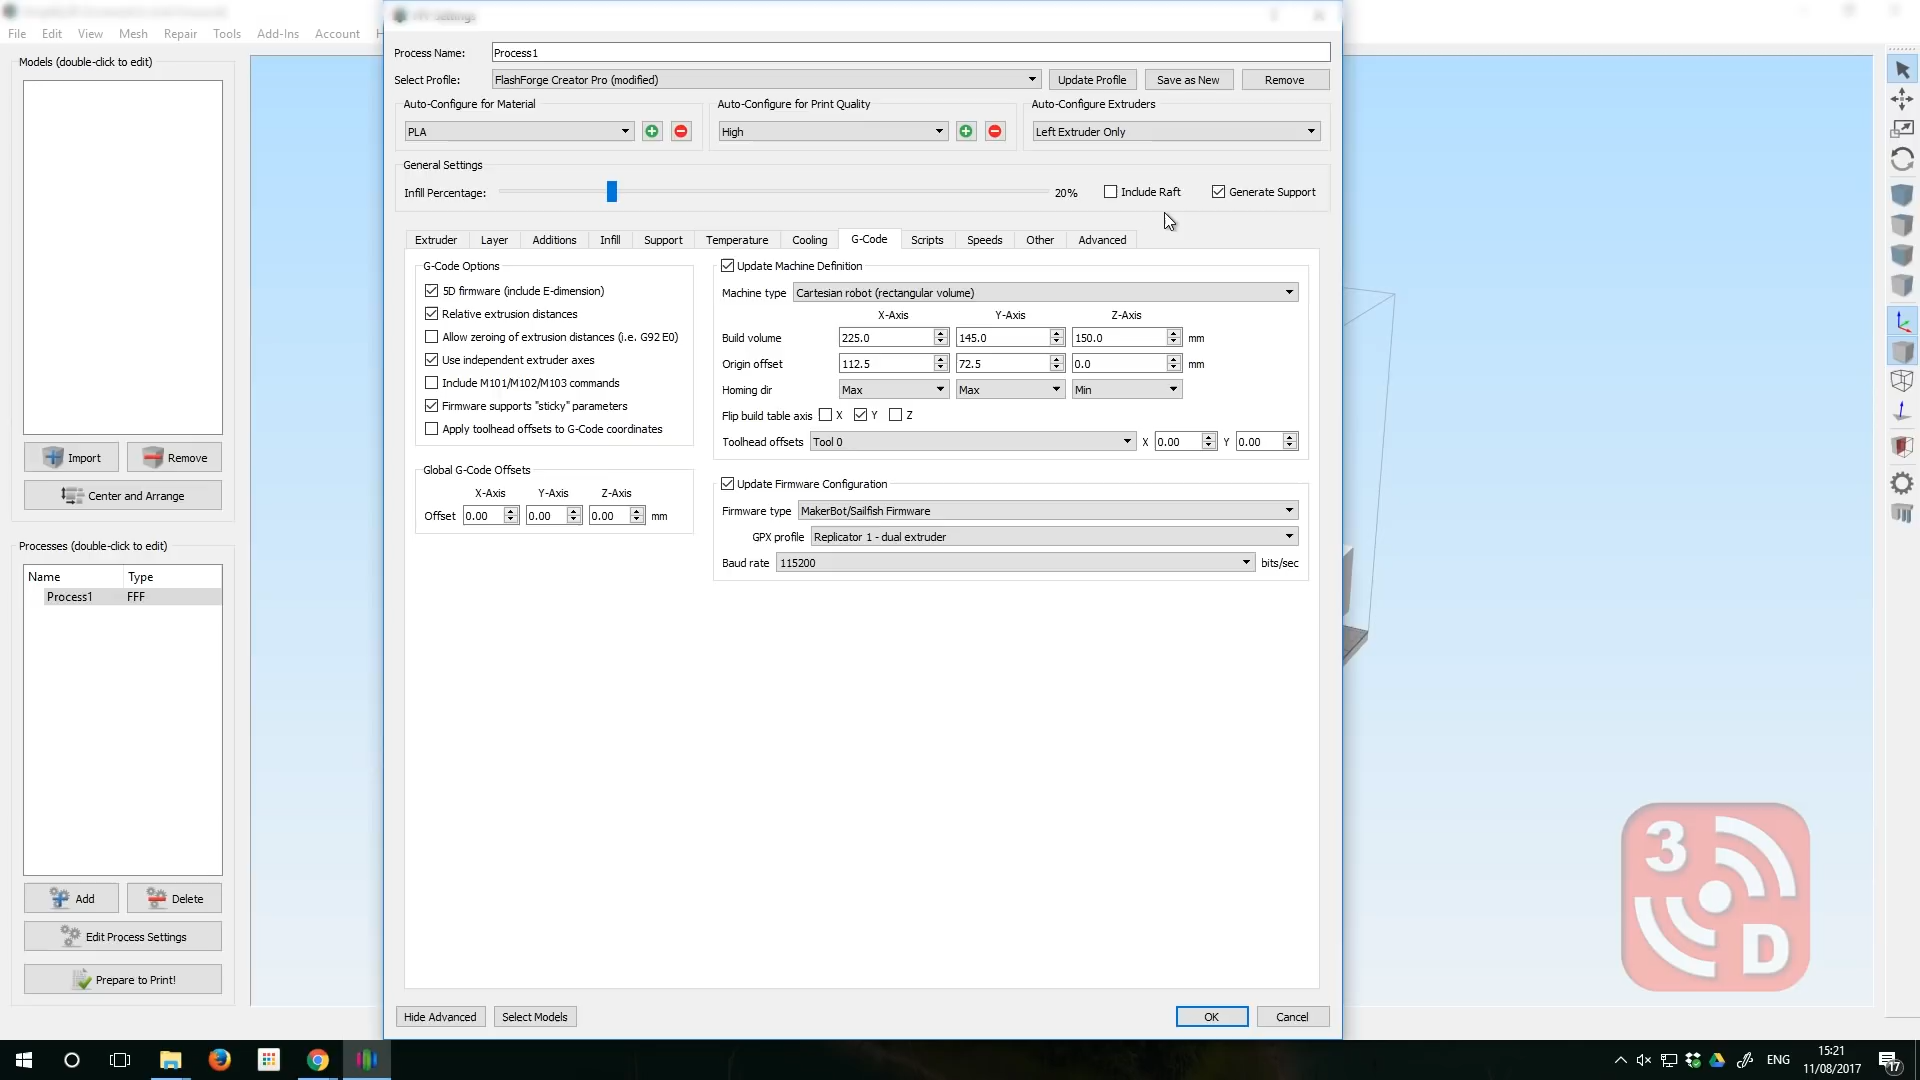 File Edit View Mesh Repair Tools Add-Ins Account H
Models (double-click to edit)
Import Remove
Center and Arrange
Processes (double-click to edit)
Name Type
Process1 FFF
Add Delete
Edit Process Settings
Prepare to Print!
Process Name: Process1
Select Profile: FlashForge Creator Pro (modified) Update Profile Save as New Remove
Auto-Configure for Material Auto-Configure for Print Quality Auto-Configure Extruders
PLA High Left Extruder Only
General Settings
Infill Percentage: 20% Include Raft Generate Support
Extruder Layer Additions Infill Support Temperature Cooling G-Code Scripts Speeds Other Advanced
G-Code Options
5D firmware (include E-dimension)
Relative extrusion distances
Allow zeroing of extrusion distances (i.e. G92 E0)
Use independent extruder axes
Include M101/M102/M103 commands
Firmware supports "sticky" parameters
Apply toolhead offsets to G-Code coordinates
Global G-Code Offsets
X-Axis Y-Axis Z-Axis
Offset 0.00 0.00 0.00 mm
Update Machine Definition
Machine type Cartesian robot (rectangular volume)
X-Axis Y-Axis Z-Axis
Build volume 225.0 145.0 150.0 mm
Origin offset 112.5 72.5 0.0 mm
Homing dir Max Max Min
Flip build table axis X Y Z
Toolhead offsets Tool 0 X 0.00 Y 0.00
Update Firmware Configuration
Firmware type MakerBot/Sailfish Firmware
GPX profile Replicator 1 - dual extruder
Baud rate 115200 bits/sec
Hide Advanced Select Models OK Cancel
3
D
ENG 15:21
11/08/2017
17